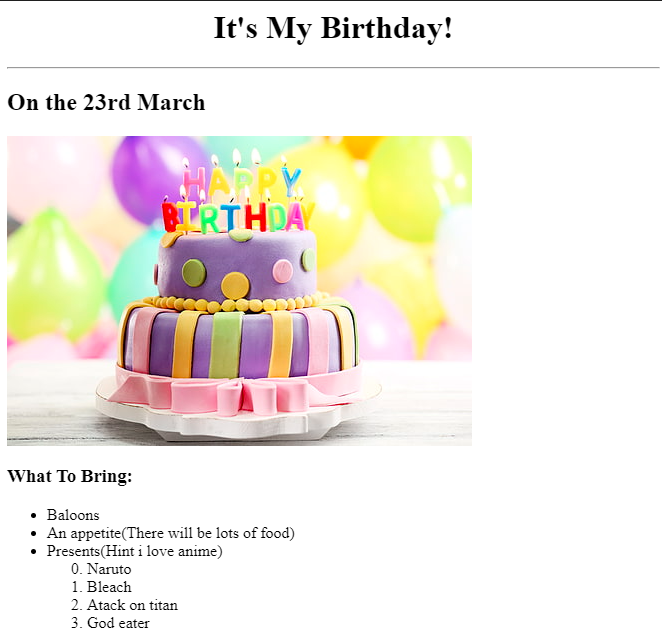 It's My Birthday!
On the 23rd March
HAPPY
BIRTHDAY
What To Bring:
• Baloons
• An appetite(There will be lots of food)
• Presents(Hint i love anime)
0. Naruto
1. Bleach
2. Atack on titan
3. God eater